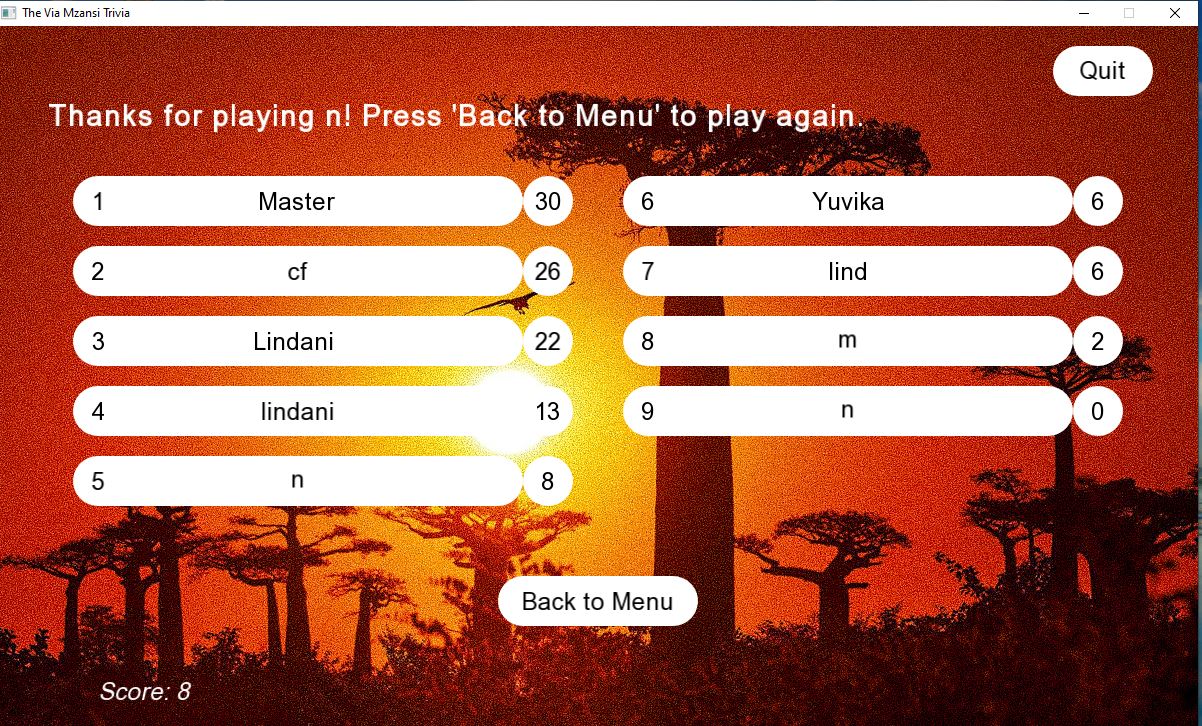 The Via Mzansi Trivia
Quit
Thanks for playing n! Press 'Back to Menu' to play again.
1 Master 30
2 cf 26
3 Lindani 22
4 lindani 13
5 n 8
6 Yuvika 6
7 lind 6
8 m 2
9 n 0
Back to Menu
Score: 8